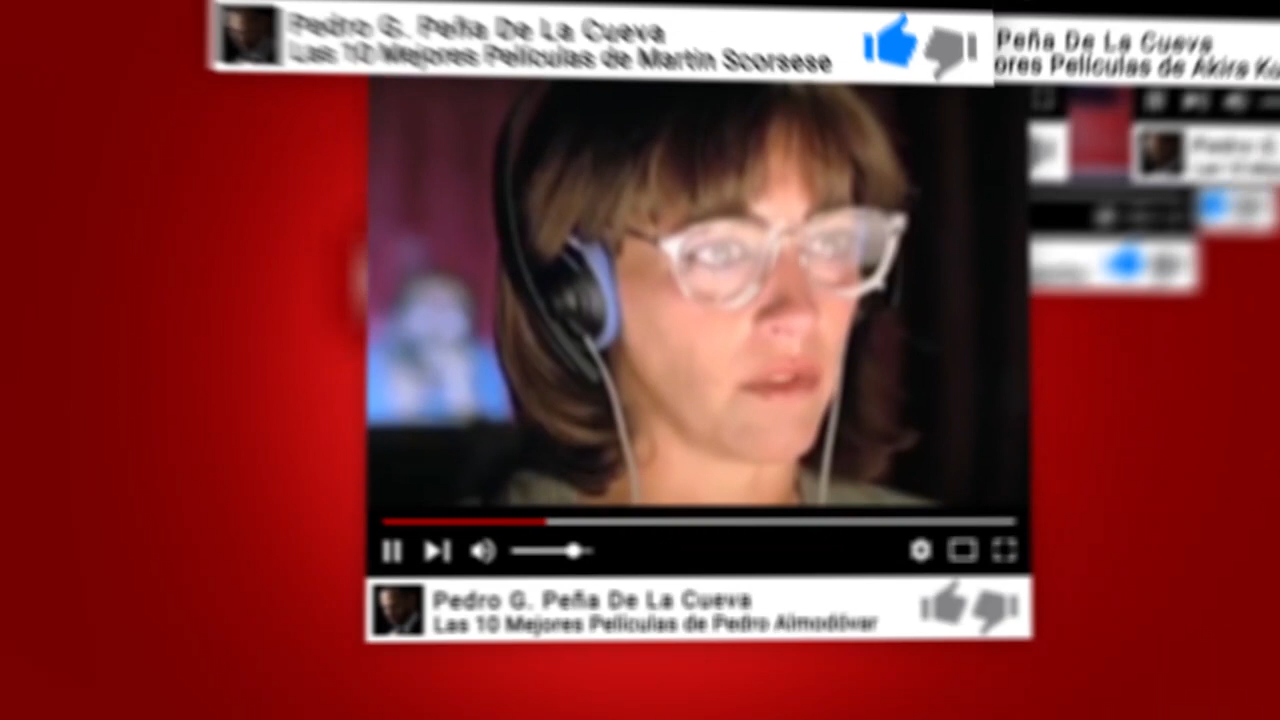 Pedro G. Peña De La Cueva
Las 10 Mejores Películas de Martin Scorsese
Peña De La Cueva
ores Películas de Akira Ku
Pedro G. Peña De La Cueva
Las 10 Mejores Películas de Pedro Almodóvar